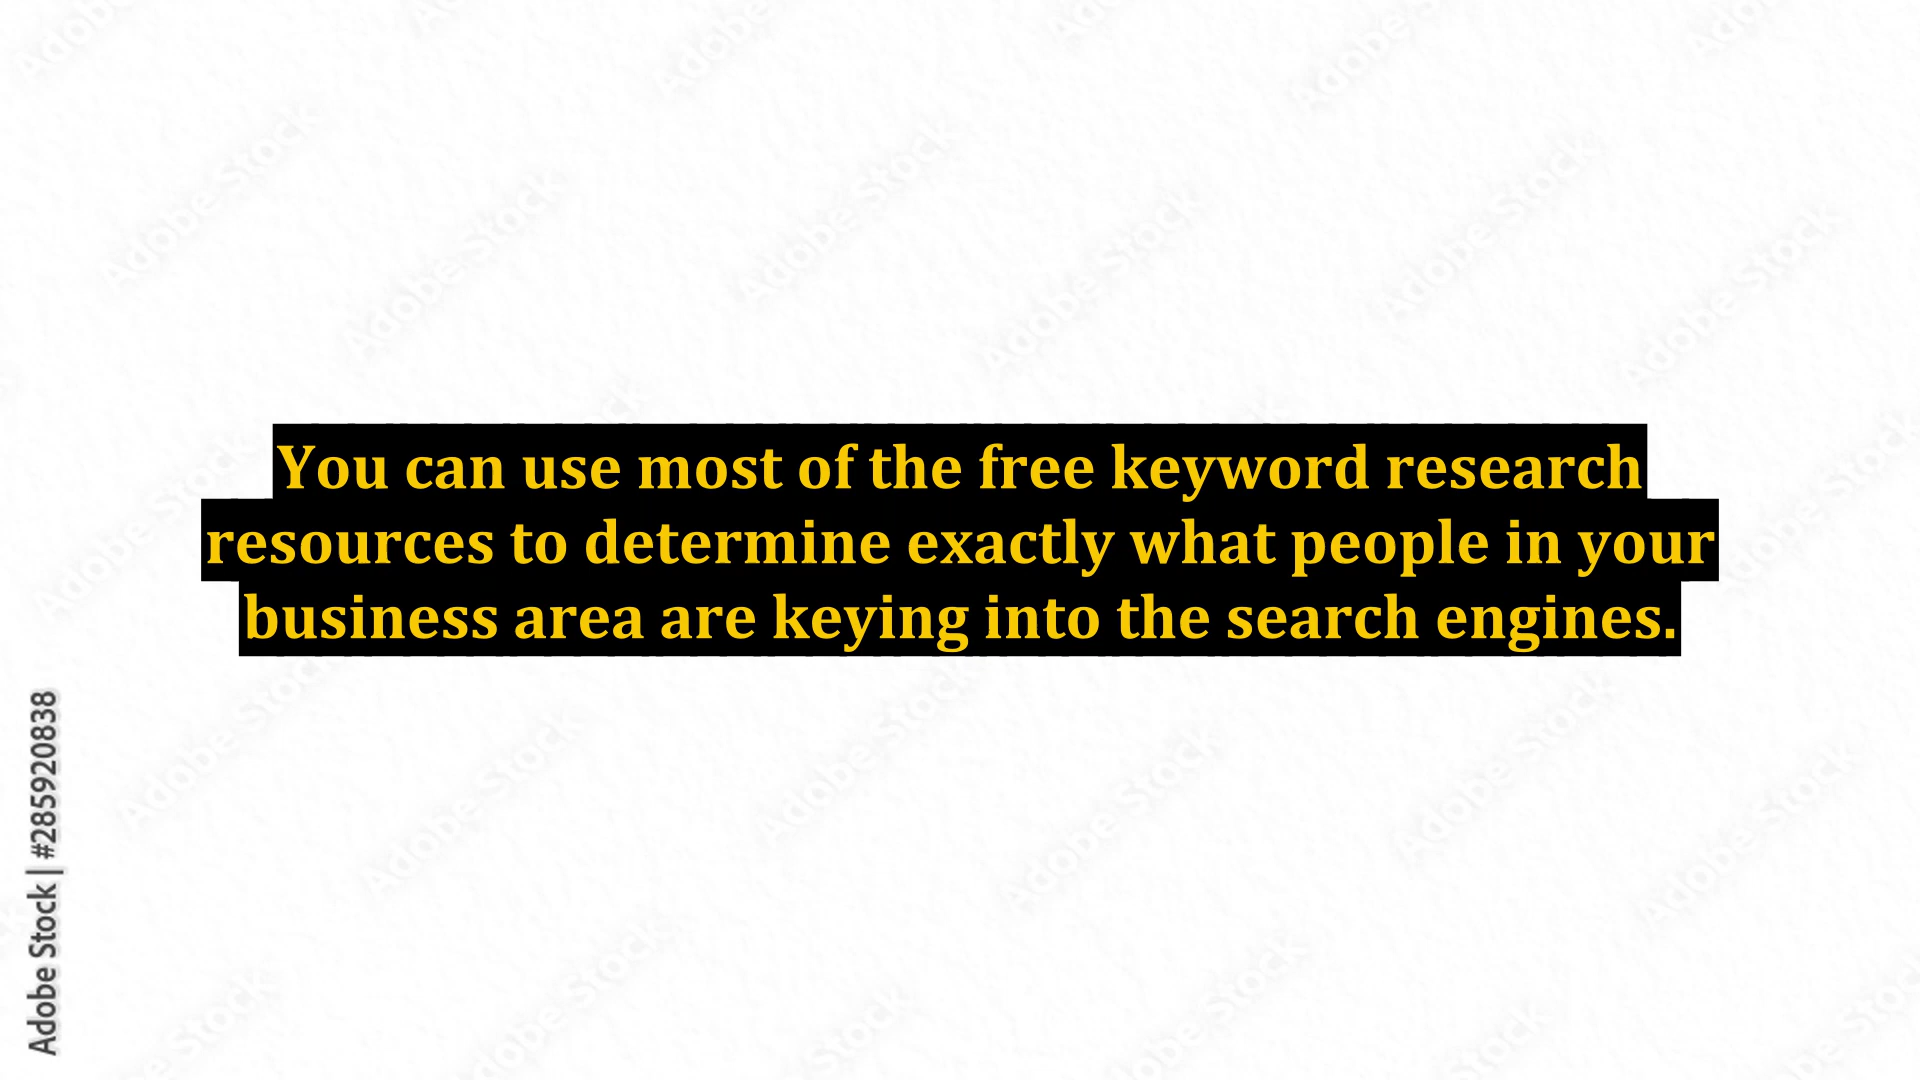 You can use most of the free keyword research
resources to determine exactly what people in your
business area are keying into the search engines.
Adobe Stock | #285920838